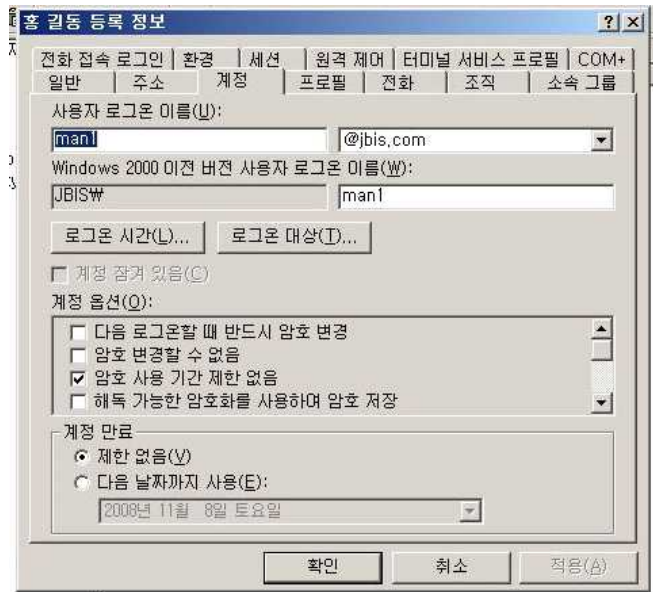 홍 길동 등록 정보
전화 접속 로그인 환경 세션 원격 제어 터미널 서비스 프로필 COM+
일반 주소 계정 프로필 전화 조직 소속 그룹
사용자 로그온 이름(U):
man1 @jbis.com
Windows 2000 이전 버전 사용자 로그온 이름(W):
JBIS₩ man1
로그온 시간(L)... 로그온 대상(T)...
계정 잠겨 있음(C)
계정 옵션(O):
다음 로그온할 때 반드시 암호 변경
암호 변경할 수 없음
암호 사용 기간 제한 없음
해독 가능한 암호화를 사용하여 암호 저장
계정 만료
제한 없음(V)
다음 날짜까지 사용(E):
2008년 11월 8일 토요일
확인 취소 적용(A)